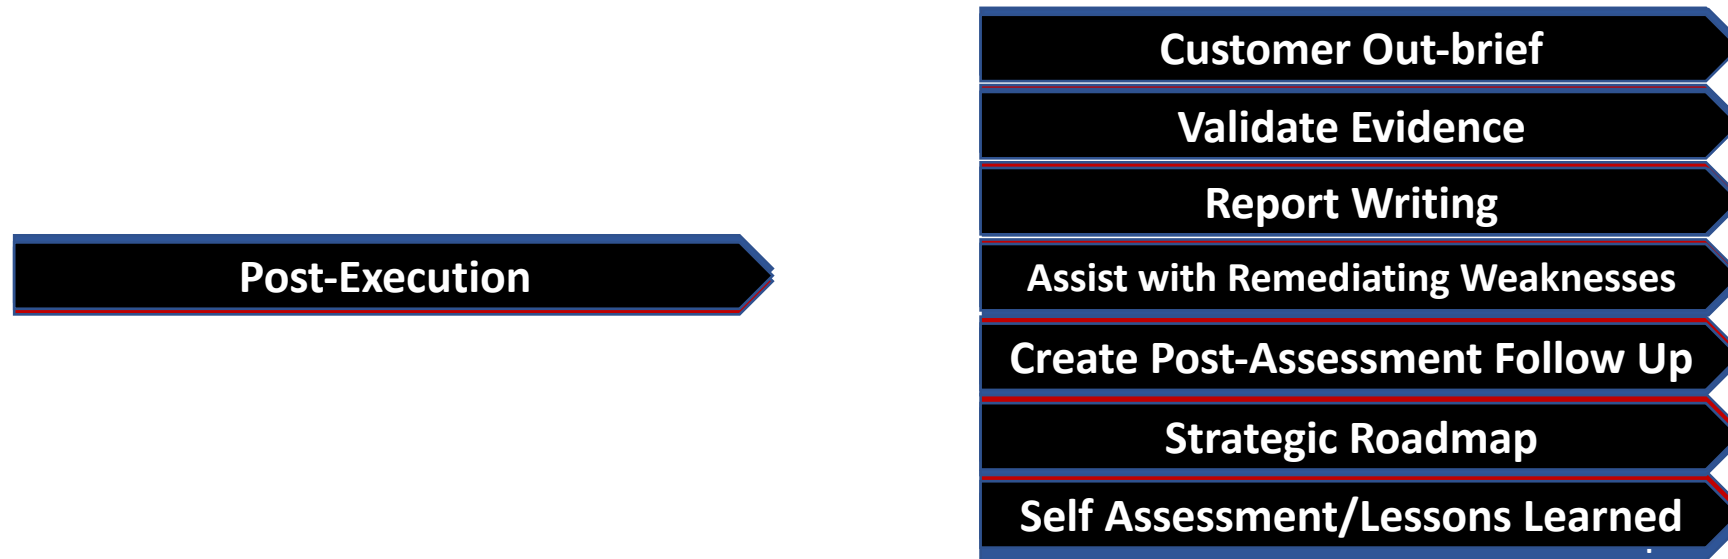 Customer Out-brief
Validate Evidence
Report Writing
Post-Execution
Assist with Remediating Weaknesses
Create Post-Assessment Follow Up
Strategic Roadmap
Self Assessment/Lessons Learned